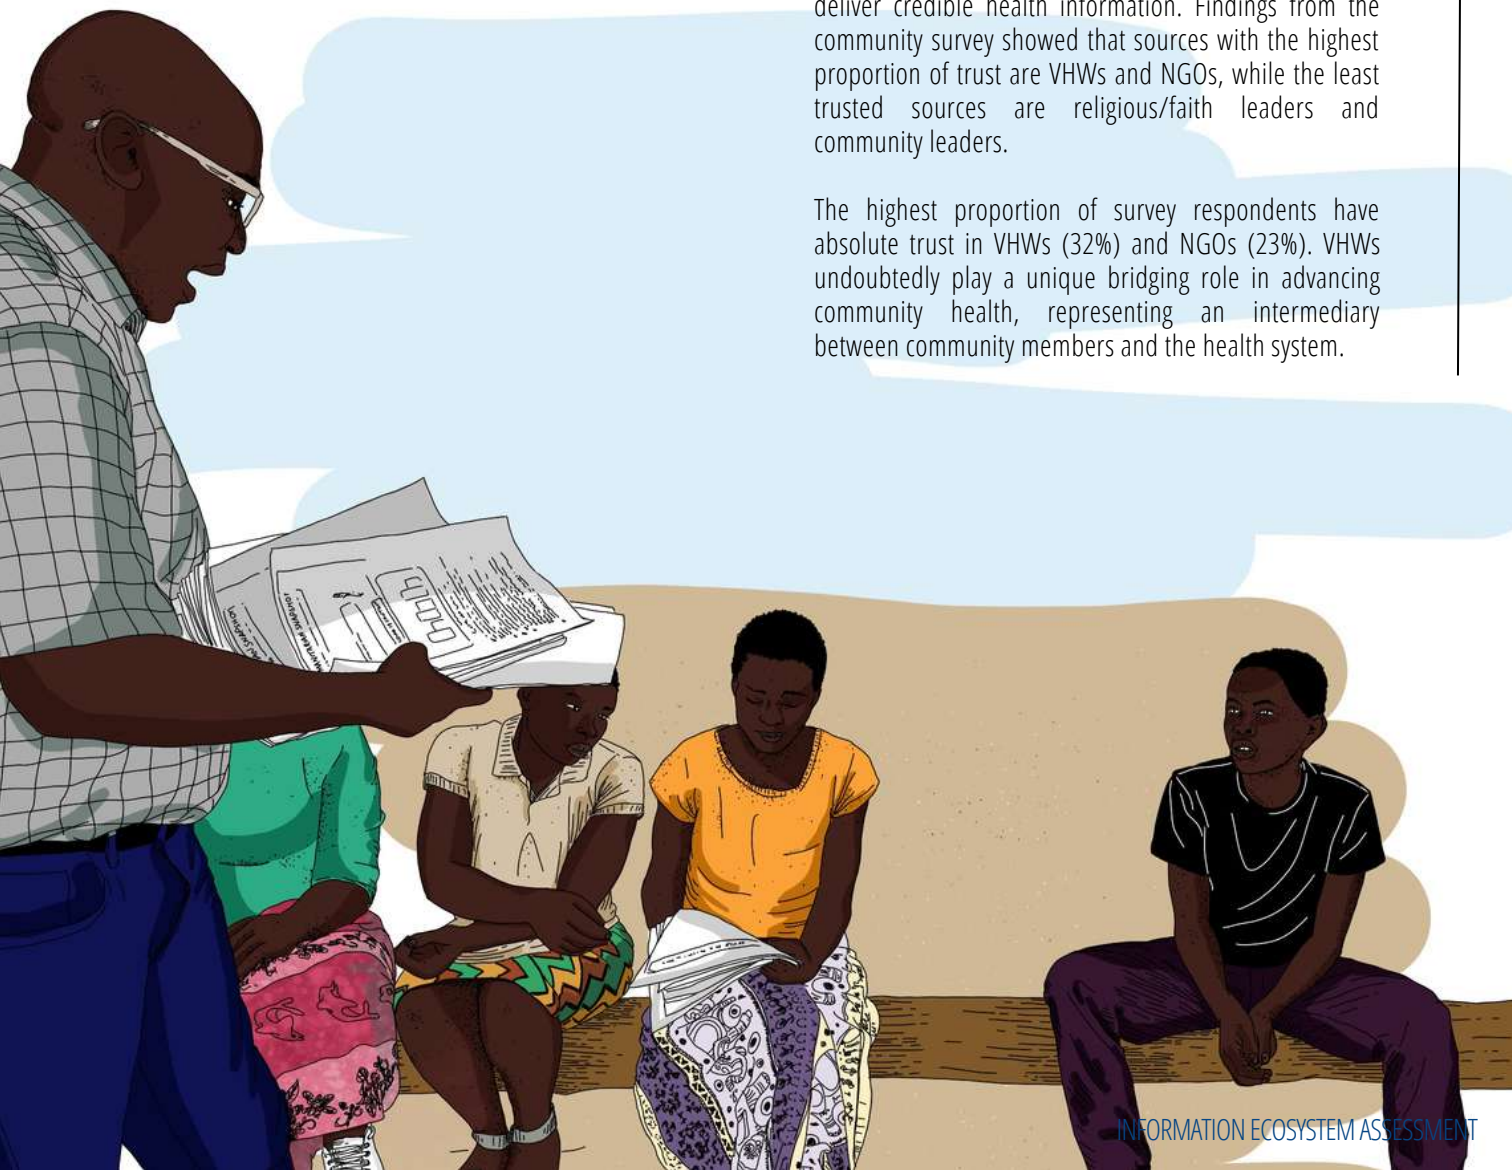 deliver credible health information. Findings from the
community survey showed that sources with the highest
proportion of trust are VHWs and NGOs, while the least
trusted sources are religious/faith leaders and
community leaders.
The highest proportion of survey respondents have
absolute trust in VHWs (32%) and NGOs (23%). VHWs
undoubtedly play a unique bridging role in advancing
community health, representing an intermediary
between community members and the health system.
INFORMATION ECOSYSTEM ASSESSMENT